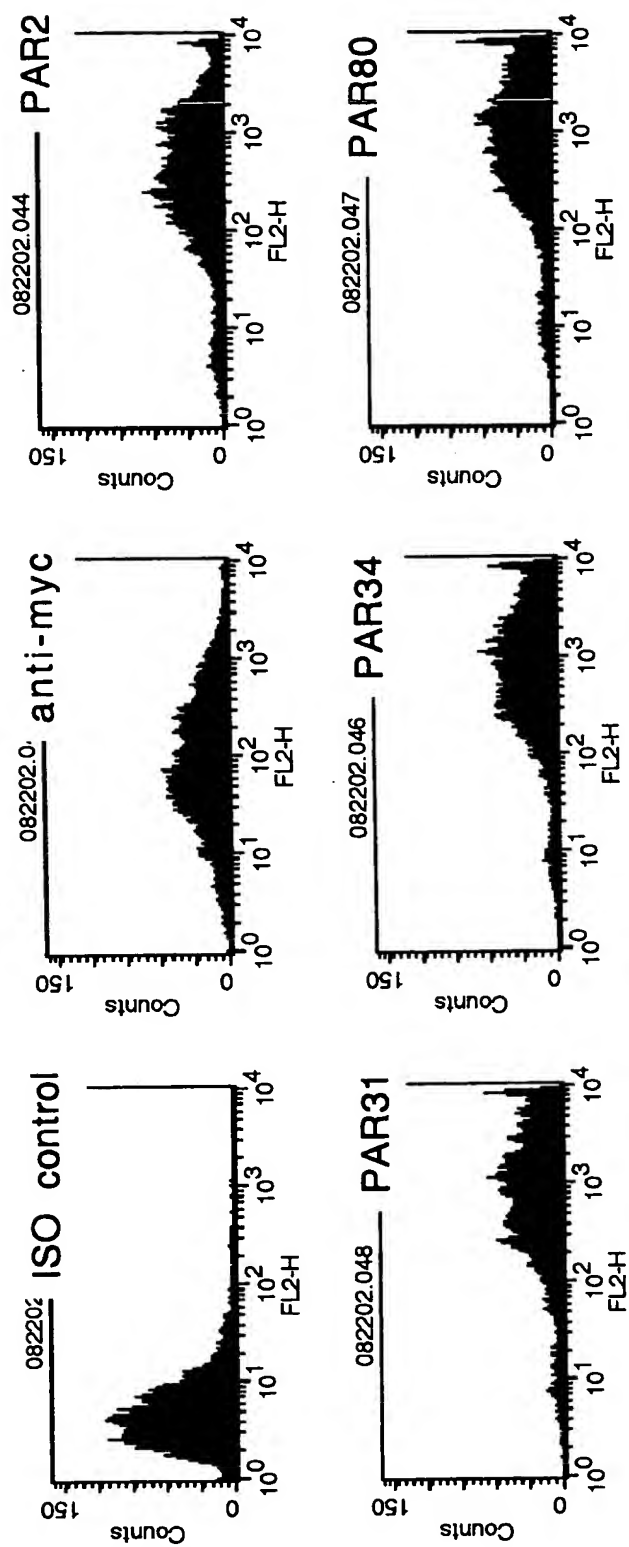 082202 ISO control
150
Counts
0
10^0 10^1 10^2 10^3 10^4
FL2-H
082202.0 anti-myc
150
Counts
0
10^0 10^1 10^2 10^3 10^4
FL2-H
082202.044 PAR2
150
Counts
0
10^0 10^1 10^2 10^3 10^4
FL2-H
082202.048 PAR31
150
Counts
0
10^0 10^1 10^2 10^3 10^4
FL2-H
082202.046 PAR34
150
Counts
0
10^0 10^1 10^2 10^3 10^4
FL2-H
082202.047 PAR80
150
Counts
0
10^0 10^1 10^2 10^3 10^4
FL2-H